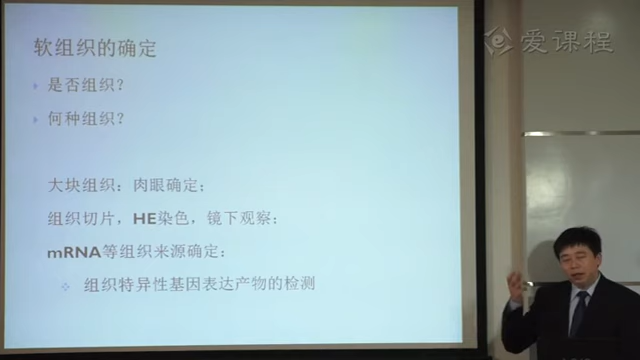 软组织的确定
是否组织？
何种组织？
大块组织：肉眼确定；
组织切片，HE染色，镜下观察；
mRNA等组织来源确定：
组织特异性基因表达产物的检测
爱课程